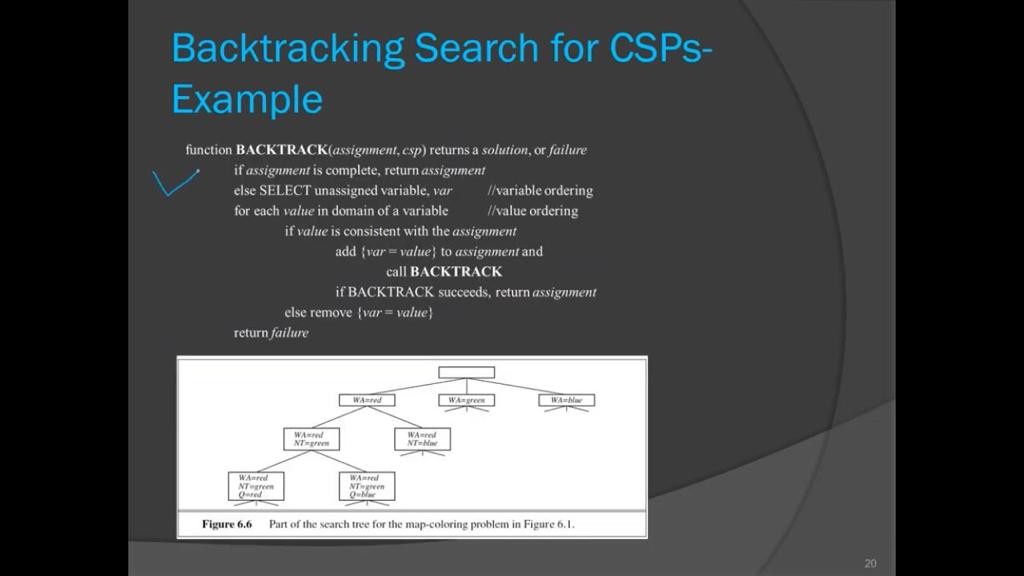 Backtracking Search for CSPs-
Example
function BACKTRACK(assignment, csp) returns a solution, or failure
if assignment is complete, return assignment
else SELECT unassigned variable, var //variable ordering
for each value in domain of a variable //value ordering
if value is consistent with the assignment
add {var = value} to assignment and
call BACKTRACK
if BACKTRACK succeeds, return assignment
else remove {var = value}
return failure
WA=red WA=green WA=blue
WA=red WA=red
NT=green NT=blue
WA=red WA=red
NT=green NT=green
Q=red Q=blue
Figure 6.6 Part of the search tree for the map-coloring problem in Figure 6.1.
20